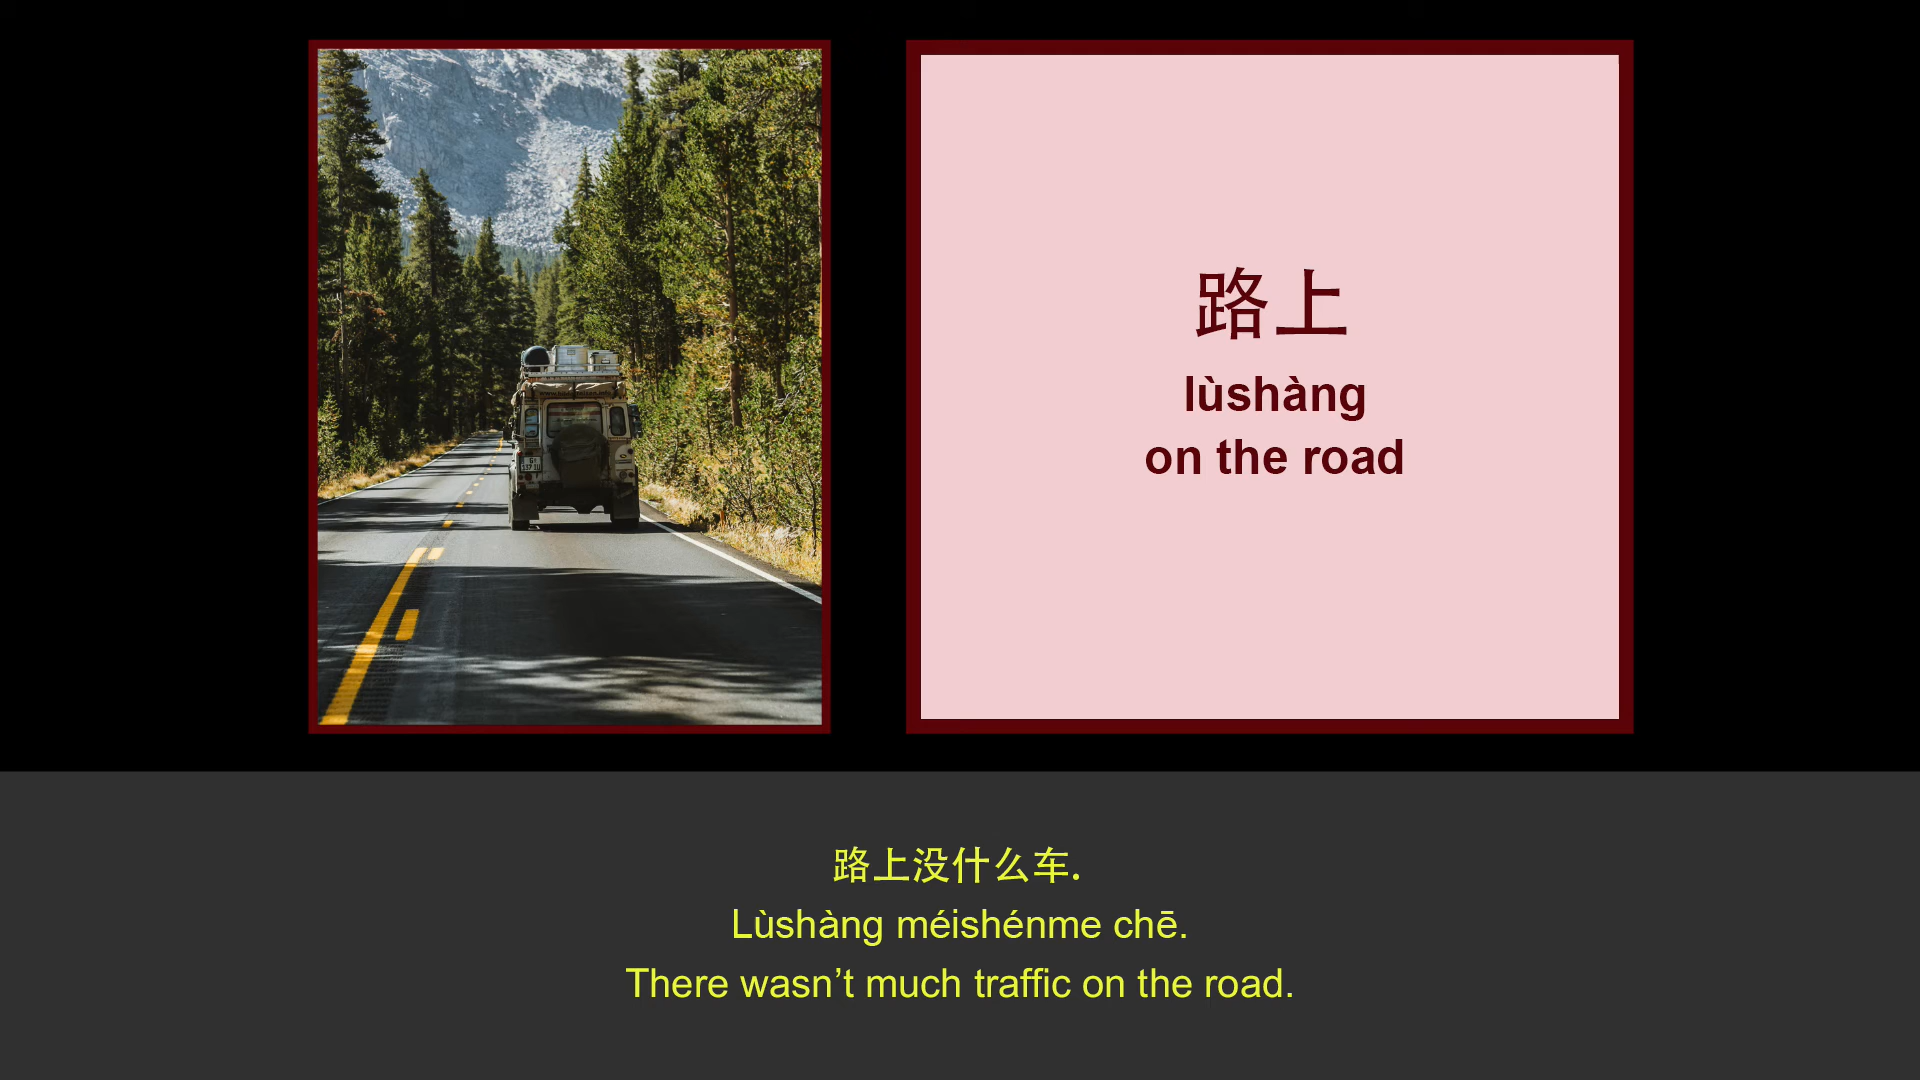 路上
lùshàng
on the road
路上没什么车.
Lùshàng méishénme chē.
There wasn’t much traffic on the road.